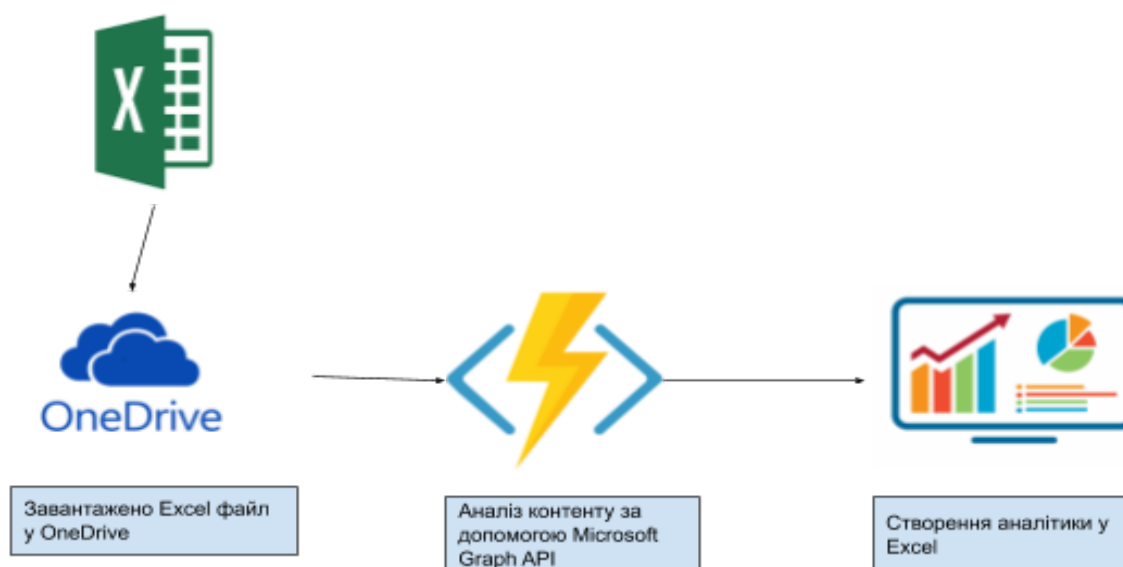 X
OneDrive
Завантажено Excel файл
у OneDrive
Аналіз контенту за
допомогою Microsoft
Graph API
Створення аналітики у
Excel